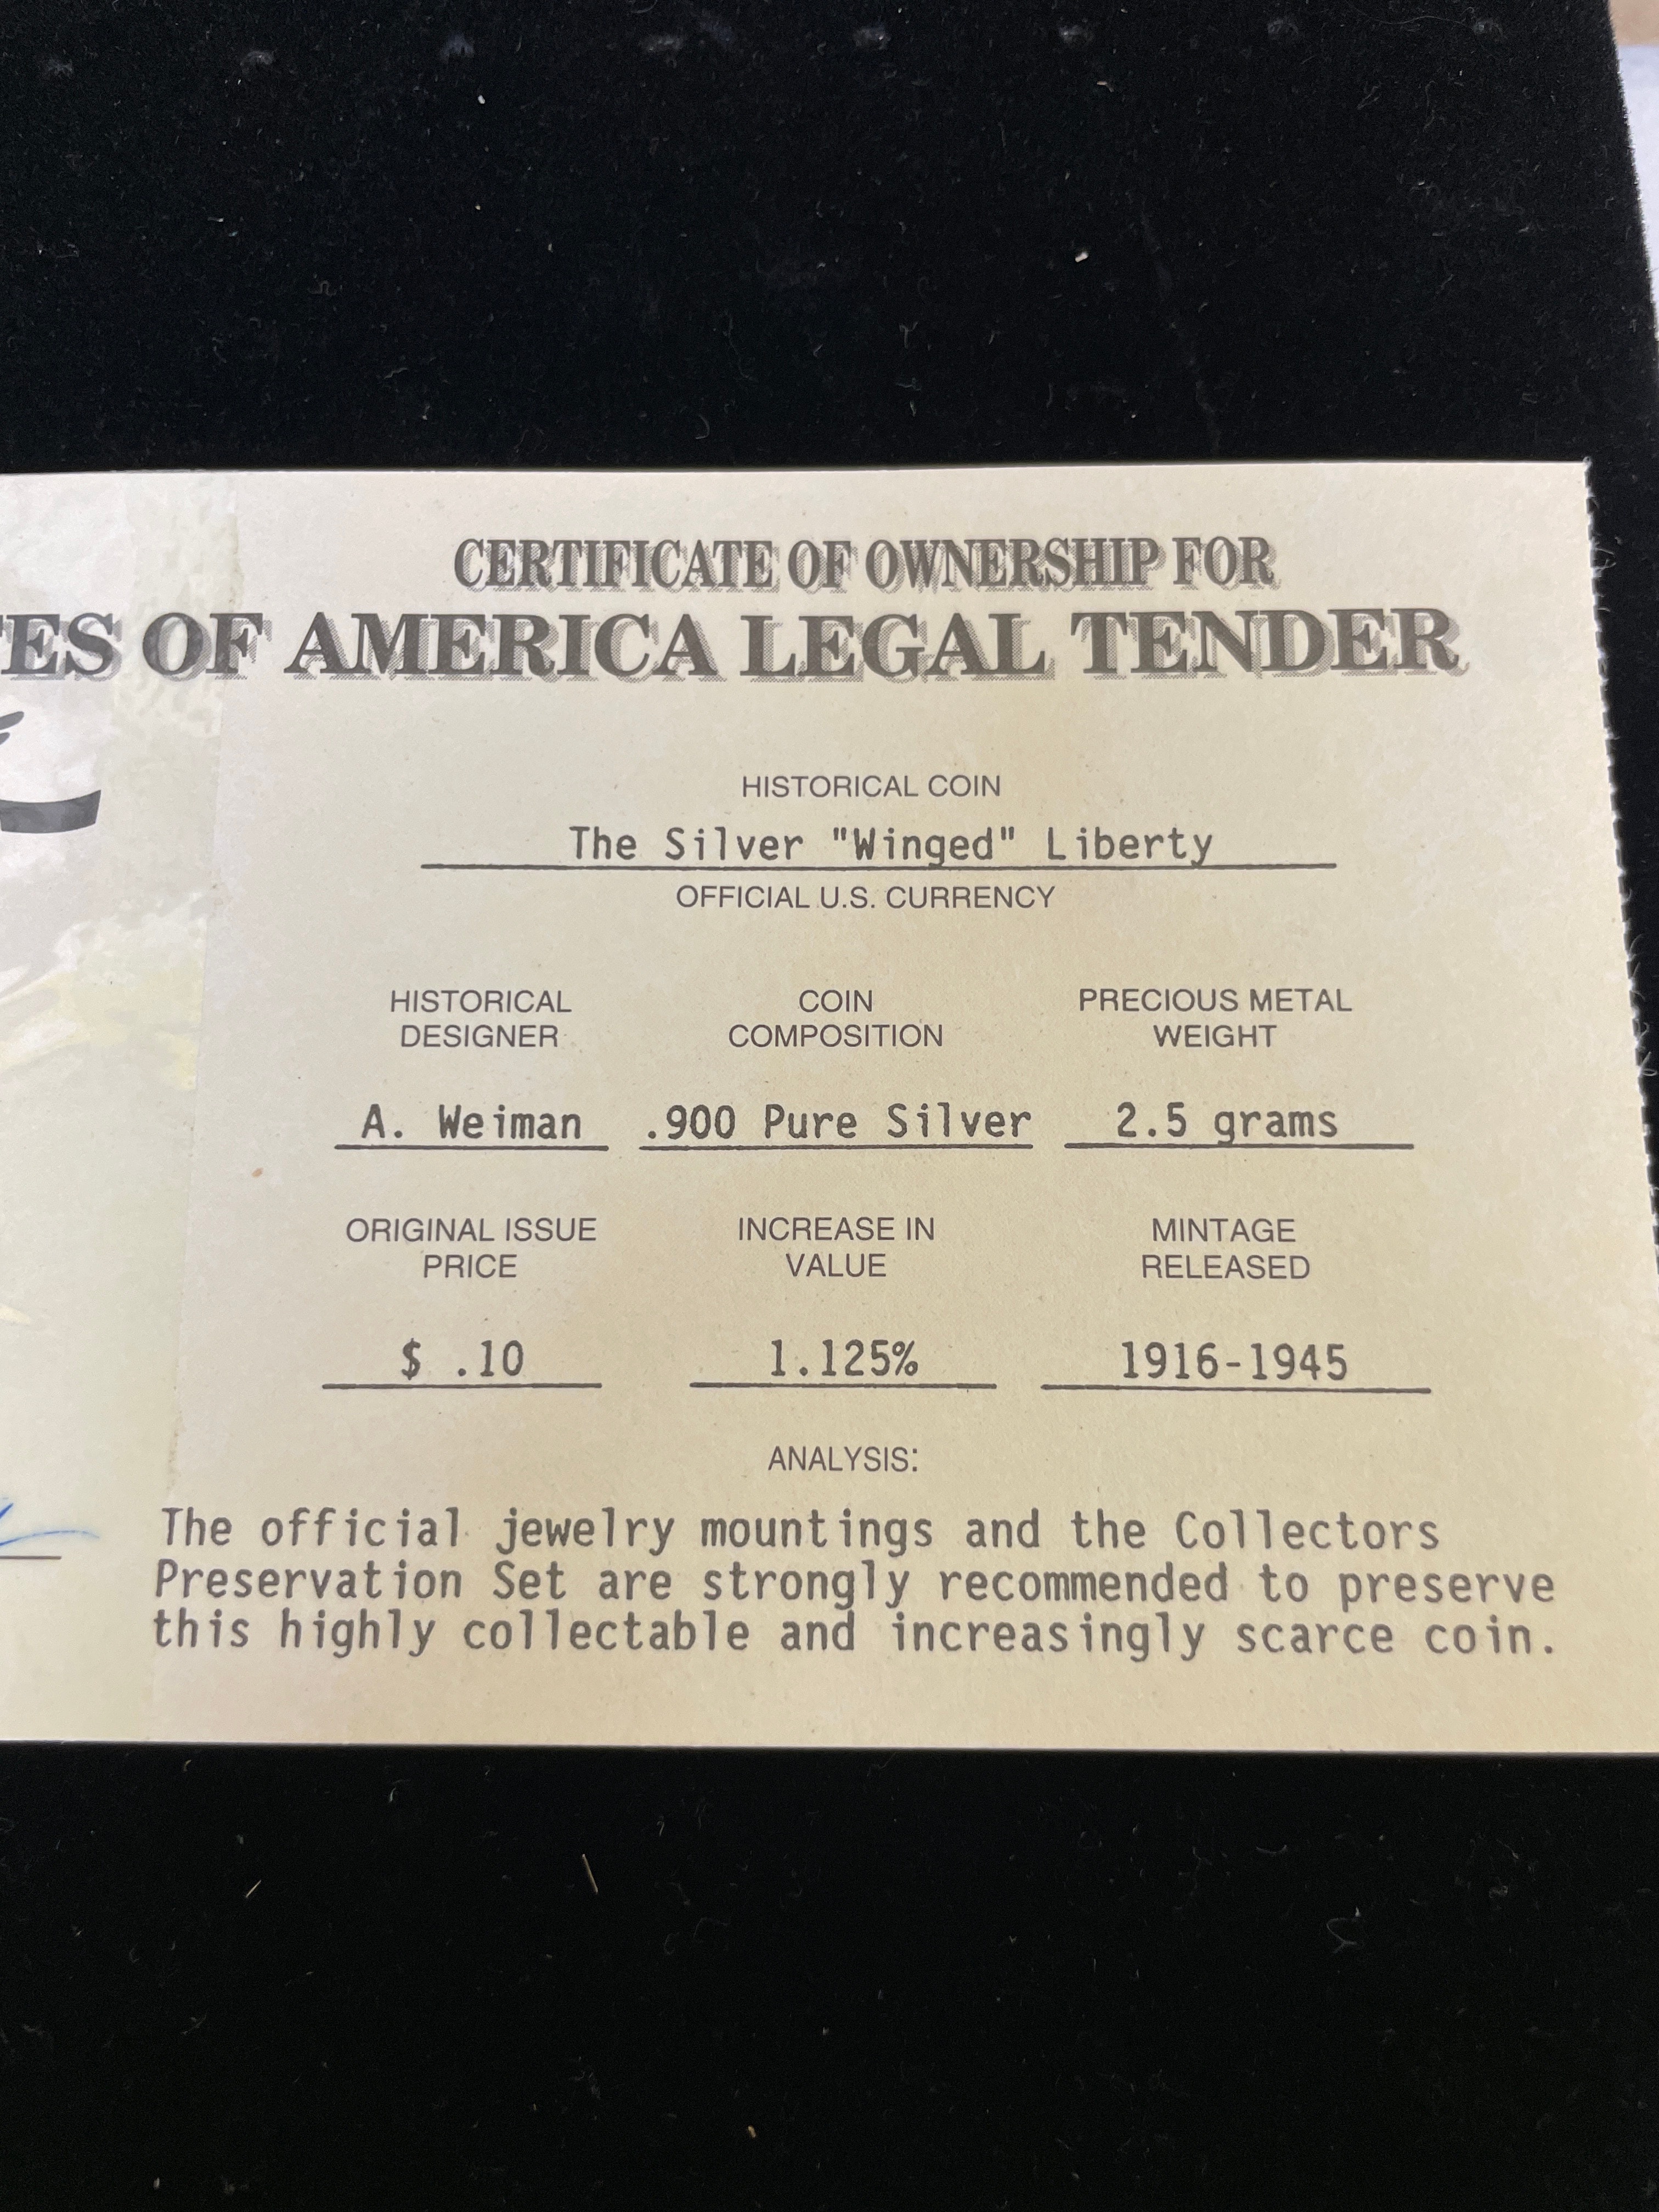 CERTIFICATE OF OWNERSHIP FOR
TES OF AMERICA LEGAL TENDER
HISTORICAL COIN
The Silver "Winged" Liberty
OFFICIAL U.S. CURRENCY
HISTORICAL DESIGNER
A. Weiman
COIN COMPOSITION
.900 Pure Silver
PRECIOUS METAL WEIGHT
2.5 grams
ORIGINAL ISSUE PRICE
$ .10
INCREASE IN VALUE
1.125%
MINTAGE RELEASED
1916-1945
ANALYSIS:
The official jewelry mountings and the Collectors
Preservation Set are strongly recommended to preserve
this highly collectable and increasingly scarce coin.